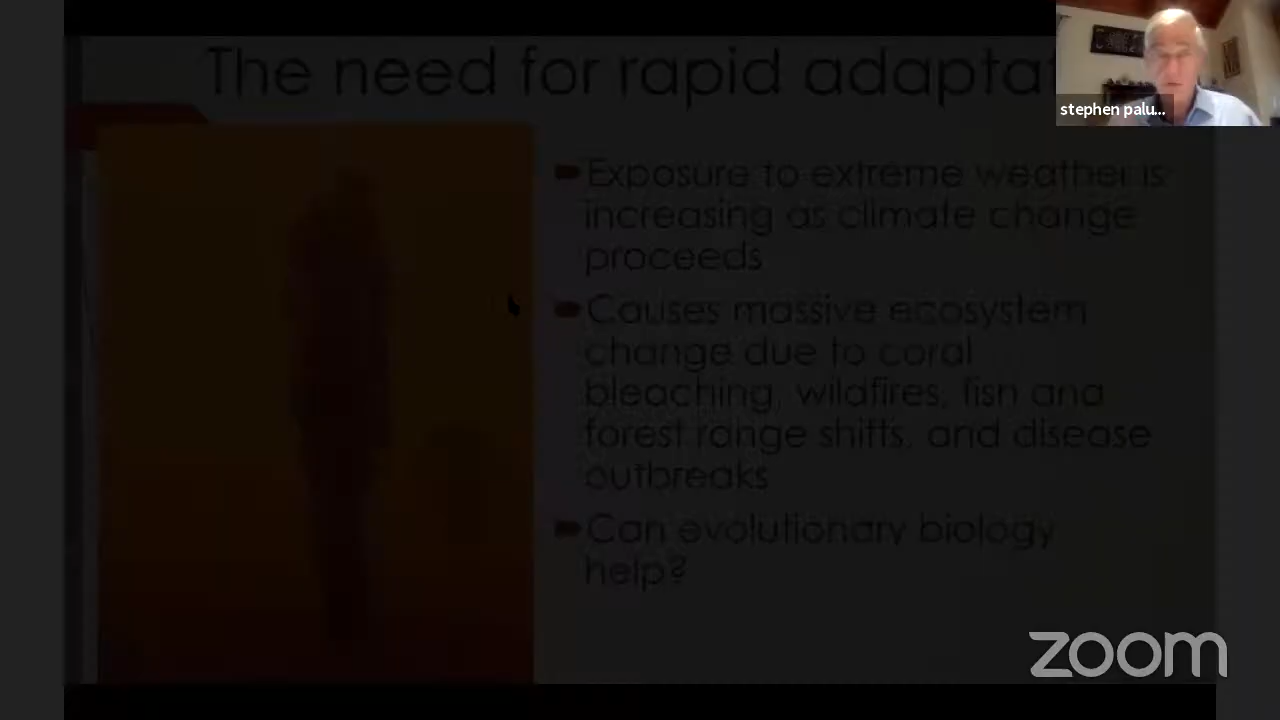 The need for rapid adapta
stephen palu...
Exposure to extreme weather is
increasing as climate change
proceeds
Causes massive ecosystem
change due to coral
bleaching, wildfires, fish and
forest range shifts, and disease
outbreaks
Can evolutionary biology
help?
zoom